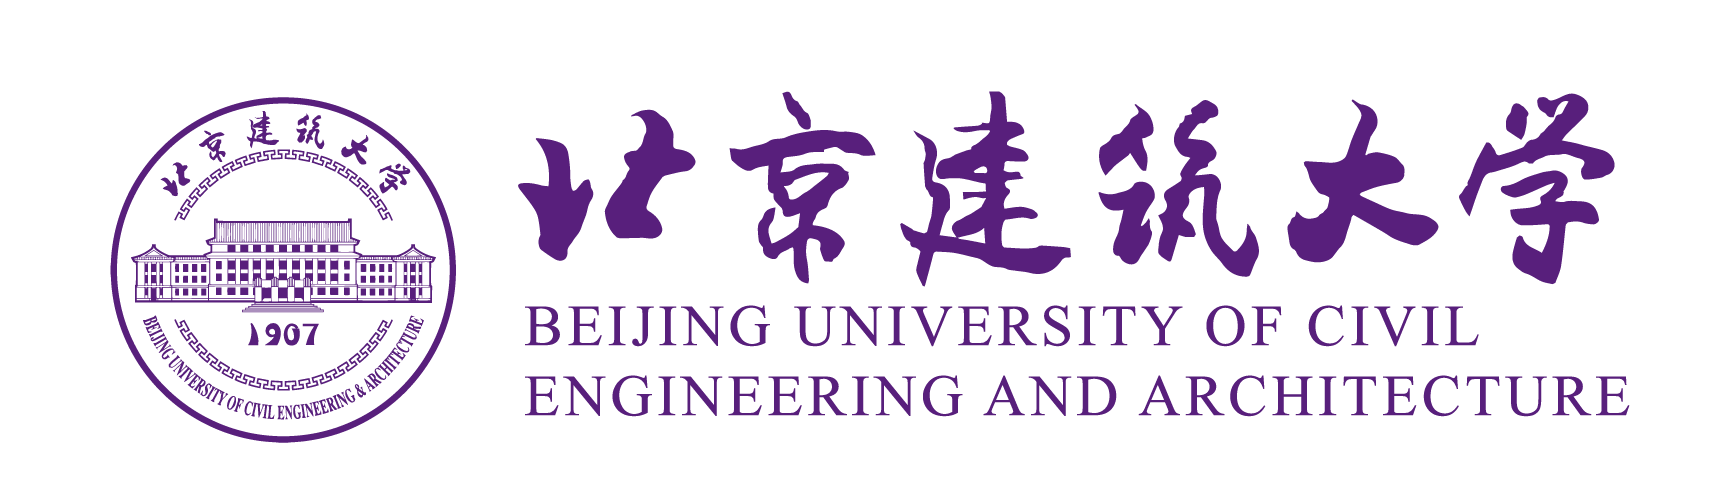 北京建筑大学
1907
BEIJING UNIVERSITY OF CIVIL ENGINEERING & ARCHITECTURE
北京建筑大学
BEIJING UNIVERSITY OF CIVIL
ENGINEERING AND ARCHITECTURE